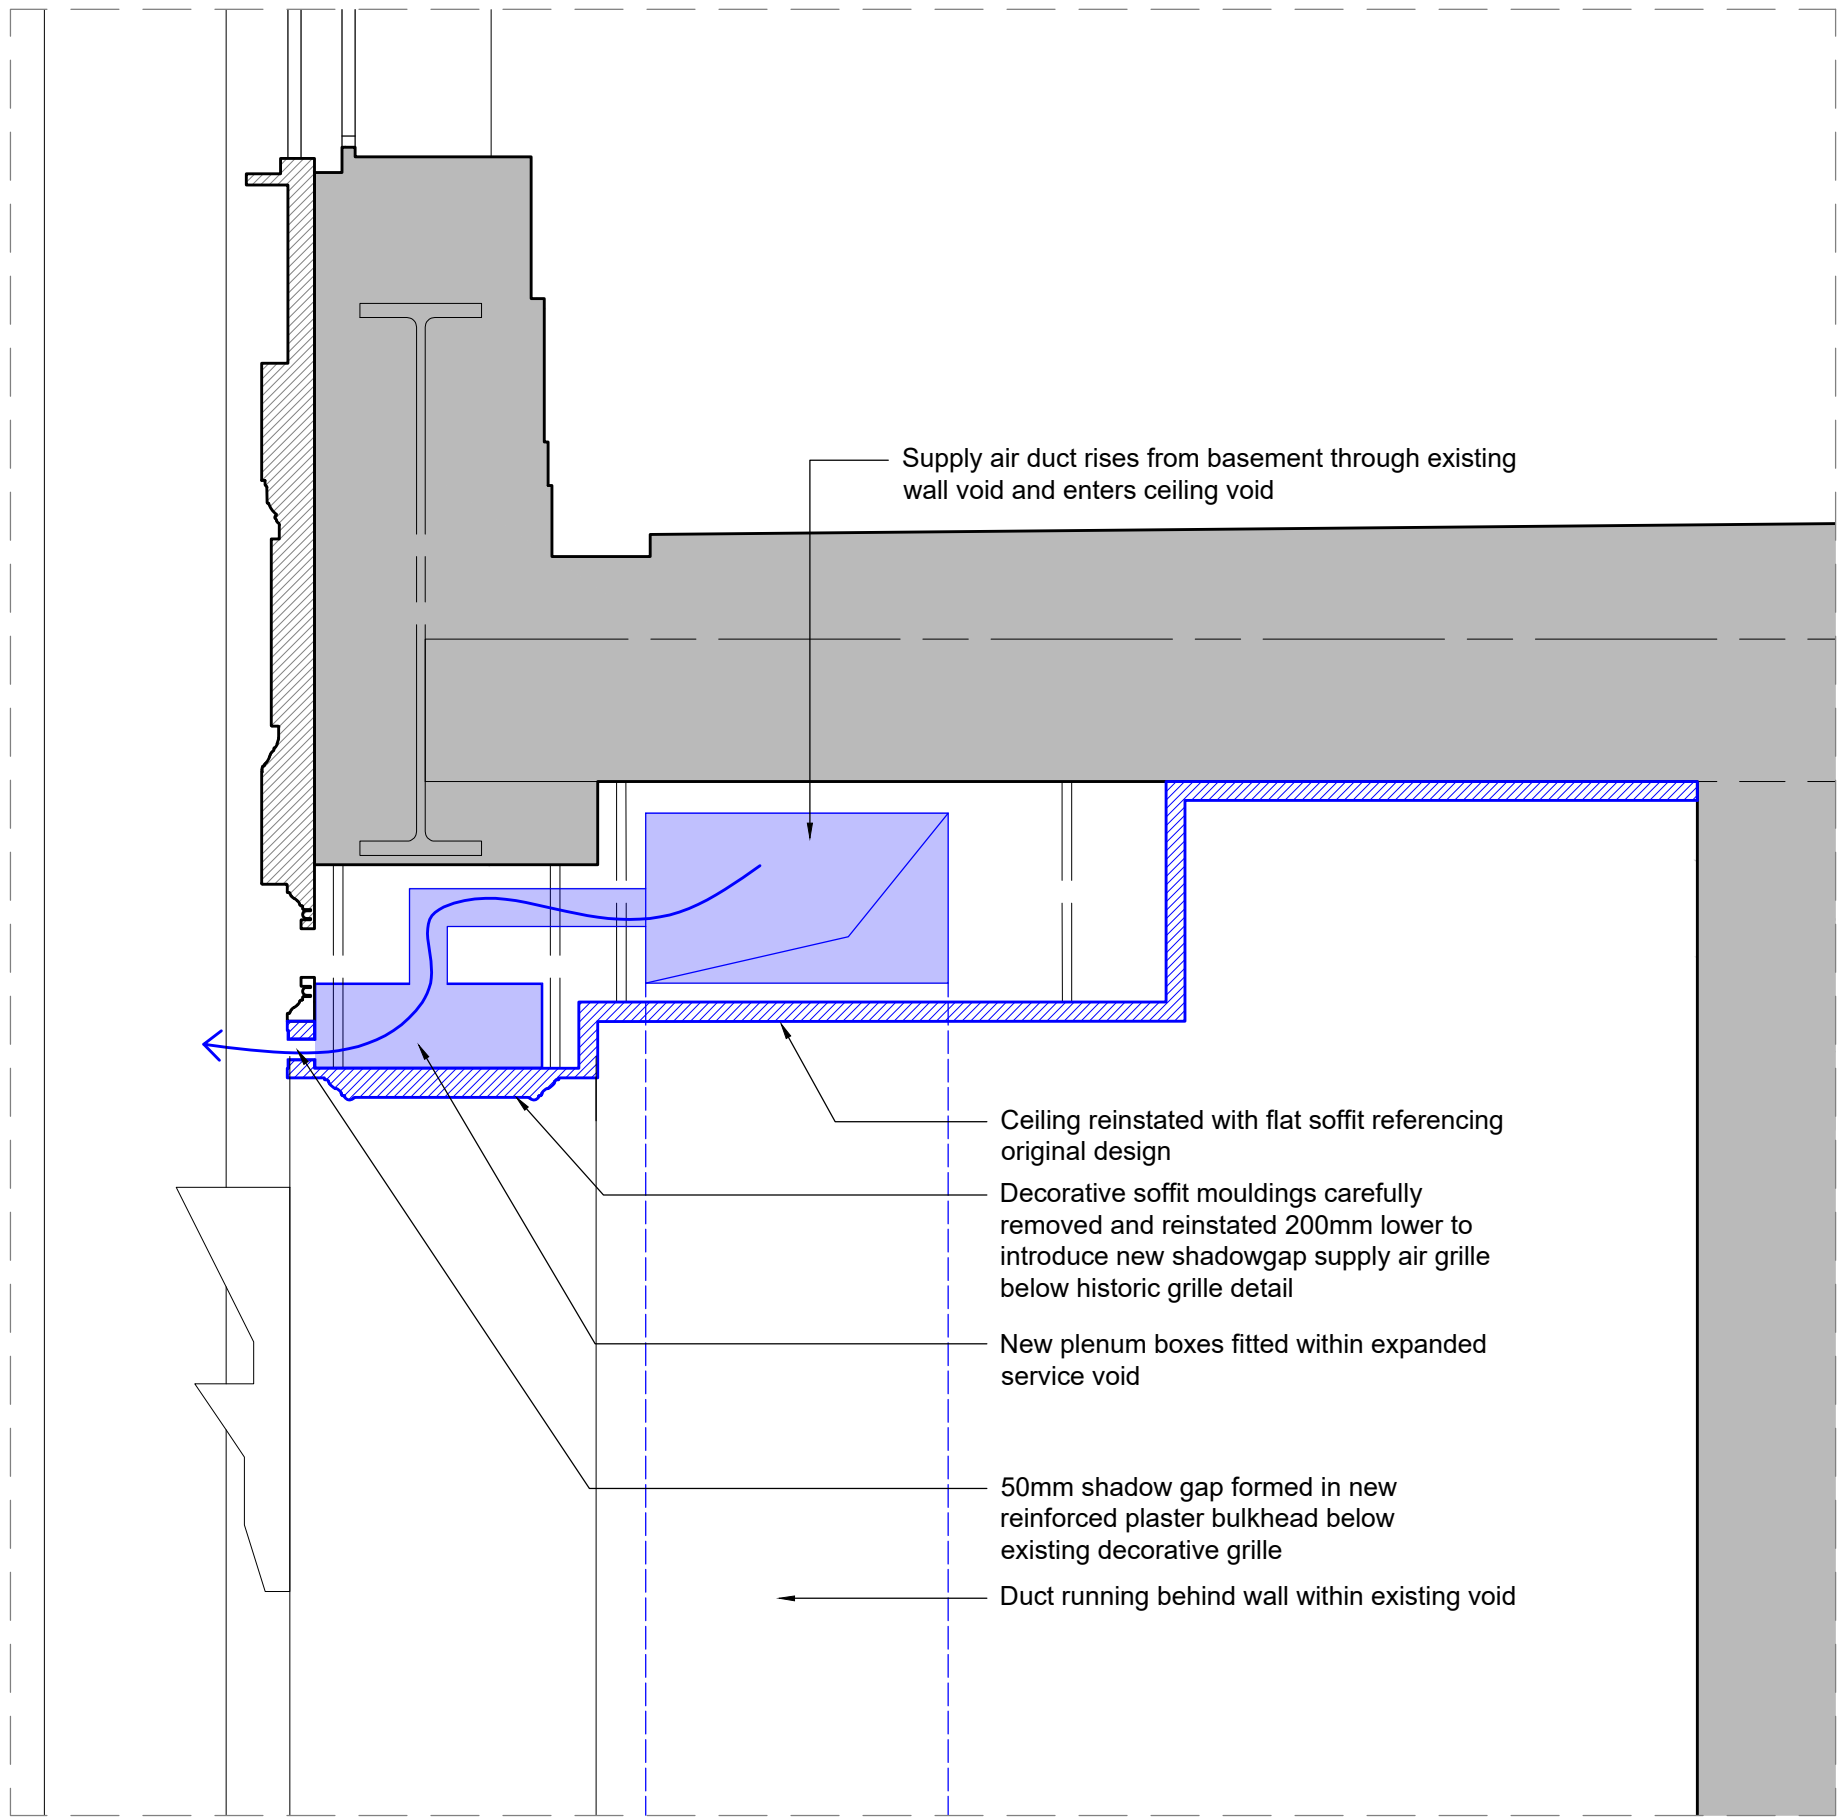 Supply air duct rises from basement through existing
wall void and enters ceiling void
Ceiling reinstated with flat soffit referencing
original design
Decorative soffit mouldings carefully
removed and reinstated 200mm lower to
introduce new shadowgap supply air grille
below historic grille detail
New plenum boxes fitted within expanded
service void
50mm shadow gap formed in new
reinforced plaster bulkhead below
existing decorative grille
Duct running behind wall within existing void